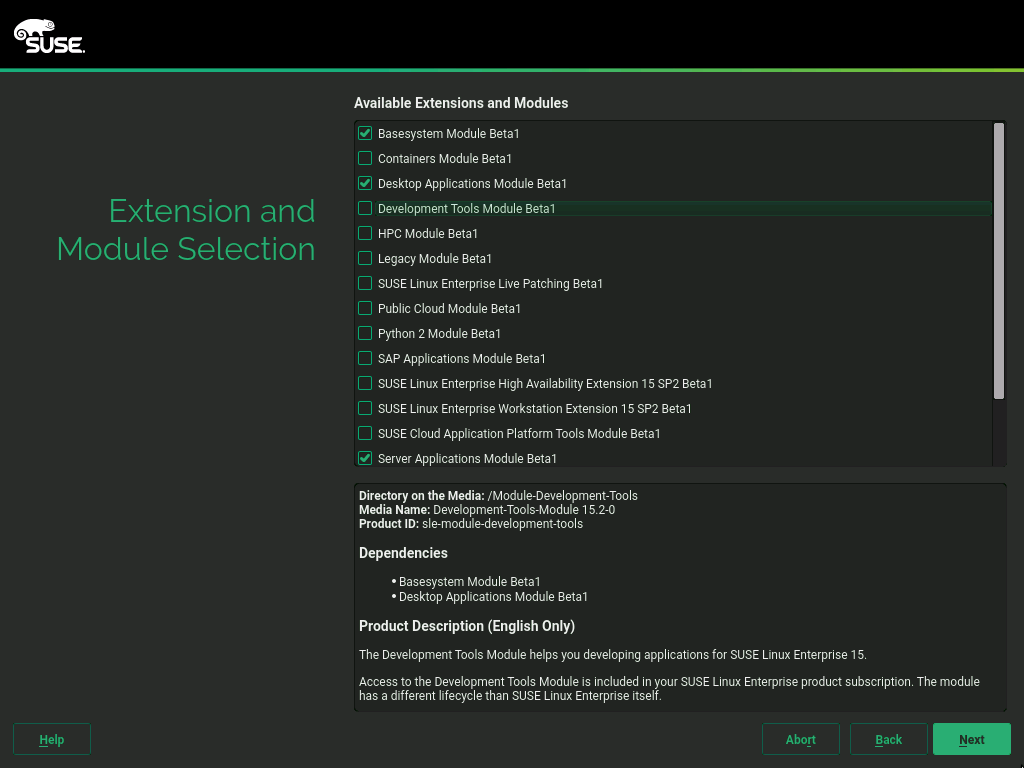 SUSE.
Available Extensions and Modules
Basesystem Module Beta1
Containers Module Beta1
Desktop Applications Module Beta1
Development Tools Module Beta1
HPC Module Beta1
Legacy Module Beta1
SUSE Linux Enterprise Live Patching Beta1
Public Cloud Module Beta1
Python 2 Module Beta1
SAP Applications Module Beta1
SUSE Linux Enterprise High Availability Extension 15 SP2 Beta1
SUSE Linux Enterprise Workstation Extension 15 SP2 Beta1
SUSE Cloud Application Platform Tools Module Beta1
Server Applications Module Beta1
Extension and
Module Selection
Directory on the Media: /Module-Development-Tools
Media Name: Development-Tools-Module 15.2-0
Product ID: sle-module-development-tools
Dependencies
• Basesystem Module Beta1
• Desktop Applications Module Beta1
Product Description (English Only)
The Development Tools Module helps you developing applications for SUSE Linux Enterprise 15.
Access to the Development Tools Module is included in your SUSE Linux Enterprise product subscription. The module
has a different lifecycle than SUSE Linux Enterprise itself.
Help
Abort
Back
Next